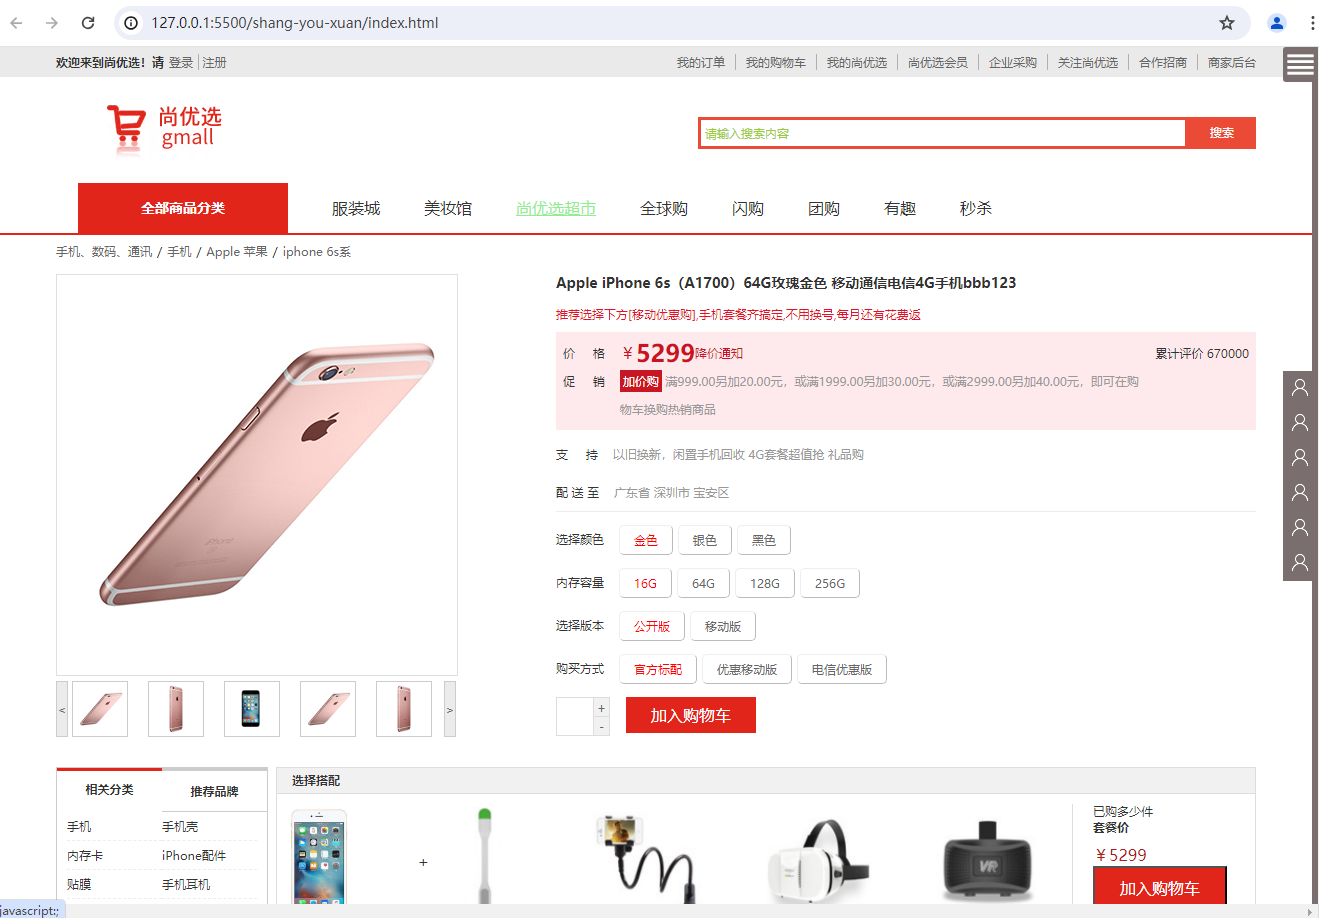 127.0.0.1:5500/shang-you-xuan/index.html
欢迎来到尚优选！请 登录 | 注册
我的订单 | 我的购物车 | 我的尚优选 | 尚优选会员 | 企业采购 | 关注尚优选 | 合作招商 | 商家后台
尚优选
gmall
请输入搜索内容
搜索
全部商品分类 服装城 美妆馆 尚优选超市 全球购 闪购 团购 有趣 秒杀
手机、数码、通讯 / 手机 / Apple 苹果 / iphone 6s系
Apple iPhone 6s（A1700）64G玫瑰金色 移动通信电信4G手机bbb123
推荐选择下方[移动优惠购],手机套餐齐搞定,不用换号,每月还有花费返
价 格 ￥5299降价通知 累计评价 670000
促 销 加价购 满999.00另加20.00元，或满1999.00另加30.00元，或满2999.00另加40.00元，即可在购
物车换购热销商品
支 持 以旧换新，闲置手机回收 4G套餐超值抢 礼品购
配 送 至 广东省 深圳市 宝安区
选择颜色 金色 银色 黑色
内存容量 16G 64G 128G 256G
选择版本 公开版 移动版
购买方式 官方标配 优惠移动版 电信优惠版
+
-
加入购物车
< >
相关分类 推荐品牌
手机 手机壳
内存卡 iPhone配件
贴膜 手机耳机
选择搭配
+
VR
已购多少件
套餐价
￥5299
加入购物车
javascript:;